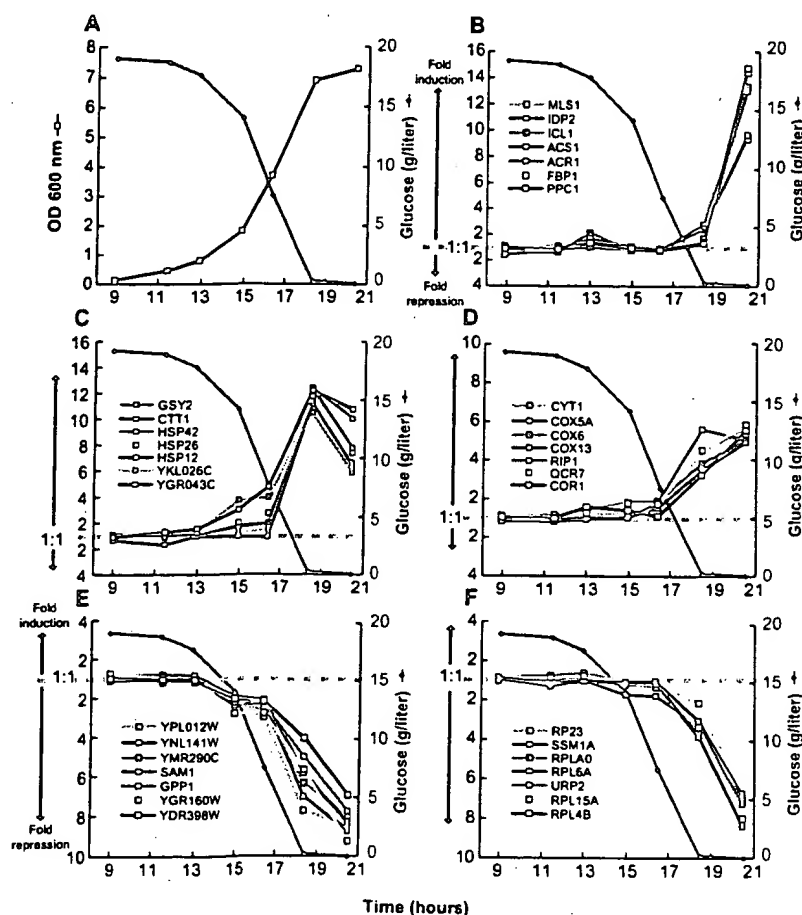 A
B
OD 600 nm
8
7
6
5
4
3
2
1
0
20
15
10
5
0
Glucose (g/liter)
9 11 13 15 17 19 21
Fold induction
16
14
12
10
8
6
4
2
1:1
2
4
Fold repression
MLS1
IDP2
ICL1
ACS1
ACR1
FBP1
PPC1
20
15
10
5
0
Glucose (g/liter)
9 11 13 15 17 19 21
C
D
16
14
12
10
8
6
4
2
1:1
2
4
GSY2
CTT1
HSP42
HSP26
HSP12
YKL026C
YGR043C
20
15
10
5
0
Glucose (g/liter)
9 11 13 15 17 19 21
10
8
6
4
2
1:1
2
4
CYT1
COX5A
COX6
COX13
RIP1
QCR7
COR1
20
15
10
5
0
Glucose (g/liter)
9 11 13 15 17 19 21
E
F
Fold induction
4
2
1:1
2
4
6
8
10
Fold repression
YPL012W
YNL141W
YMR290C
SAM1
GPP1
YGR160W
YDR398W
20
15
10
5
0
Glucose (g/liter)
9 11 13 15 17 19 21
4
2
1:1
2
4
6
8
10
RP23
SSM1A
RPLA0
RPL6A
URP2
RPL15A
RPL4B
20
15
10
5
0
Glucose (g/liter)
9 11 13 15 17 19 21
Time (hours)